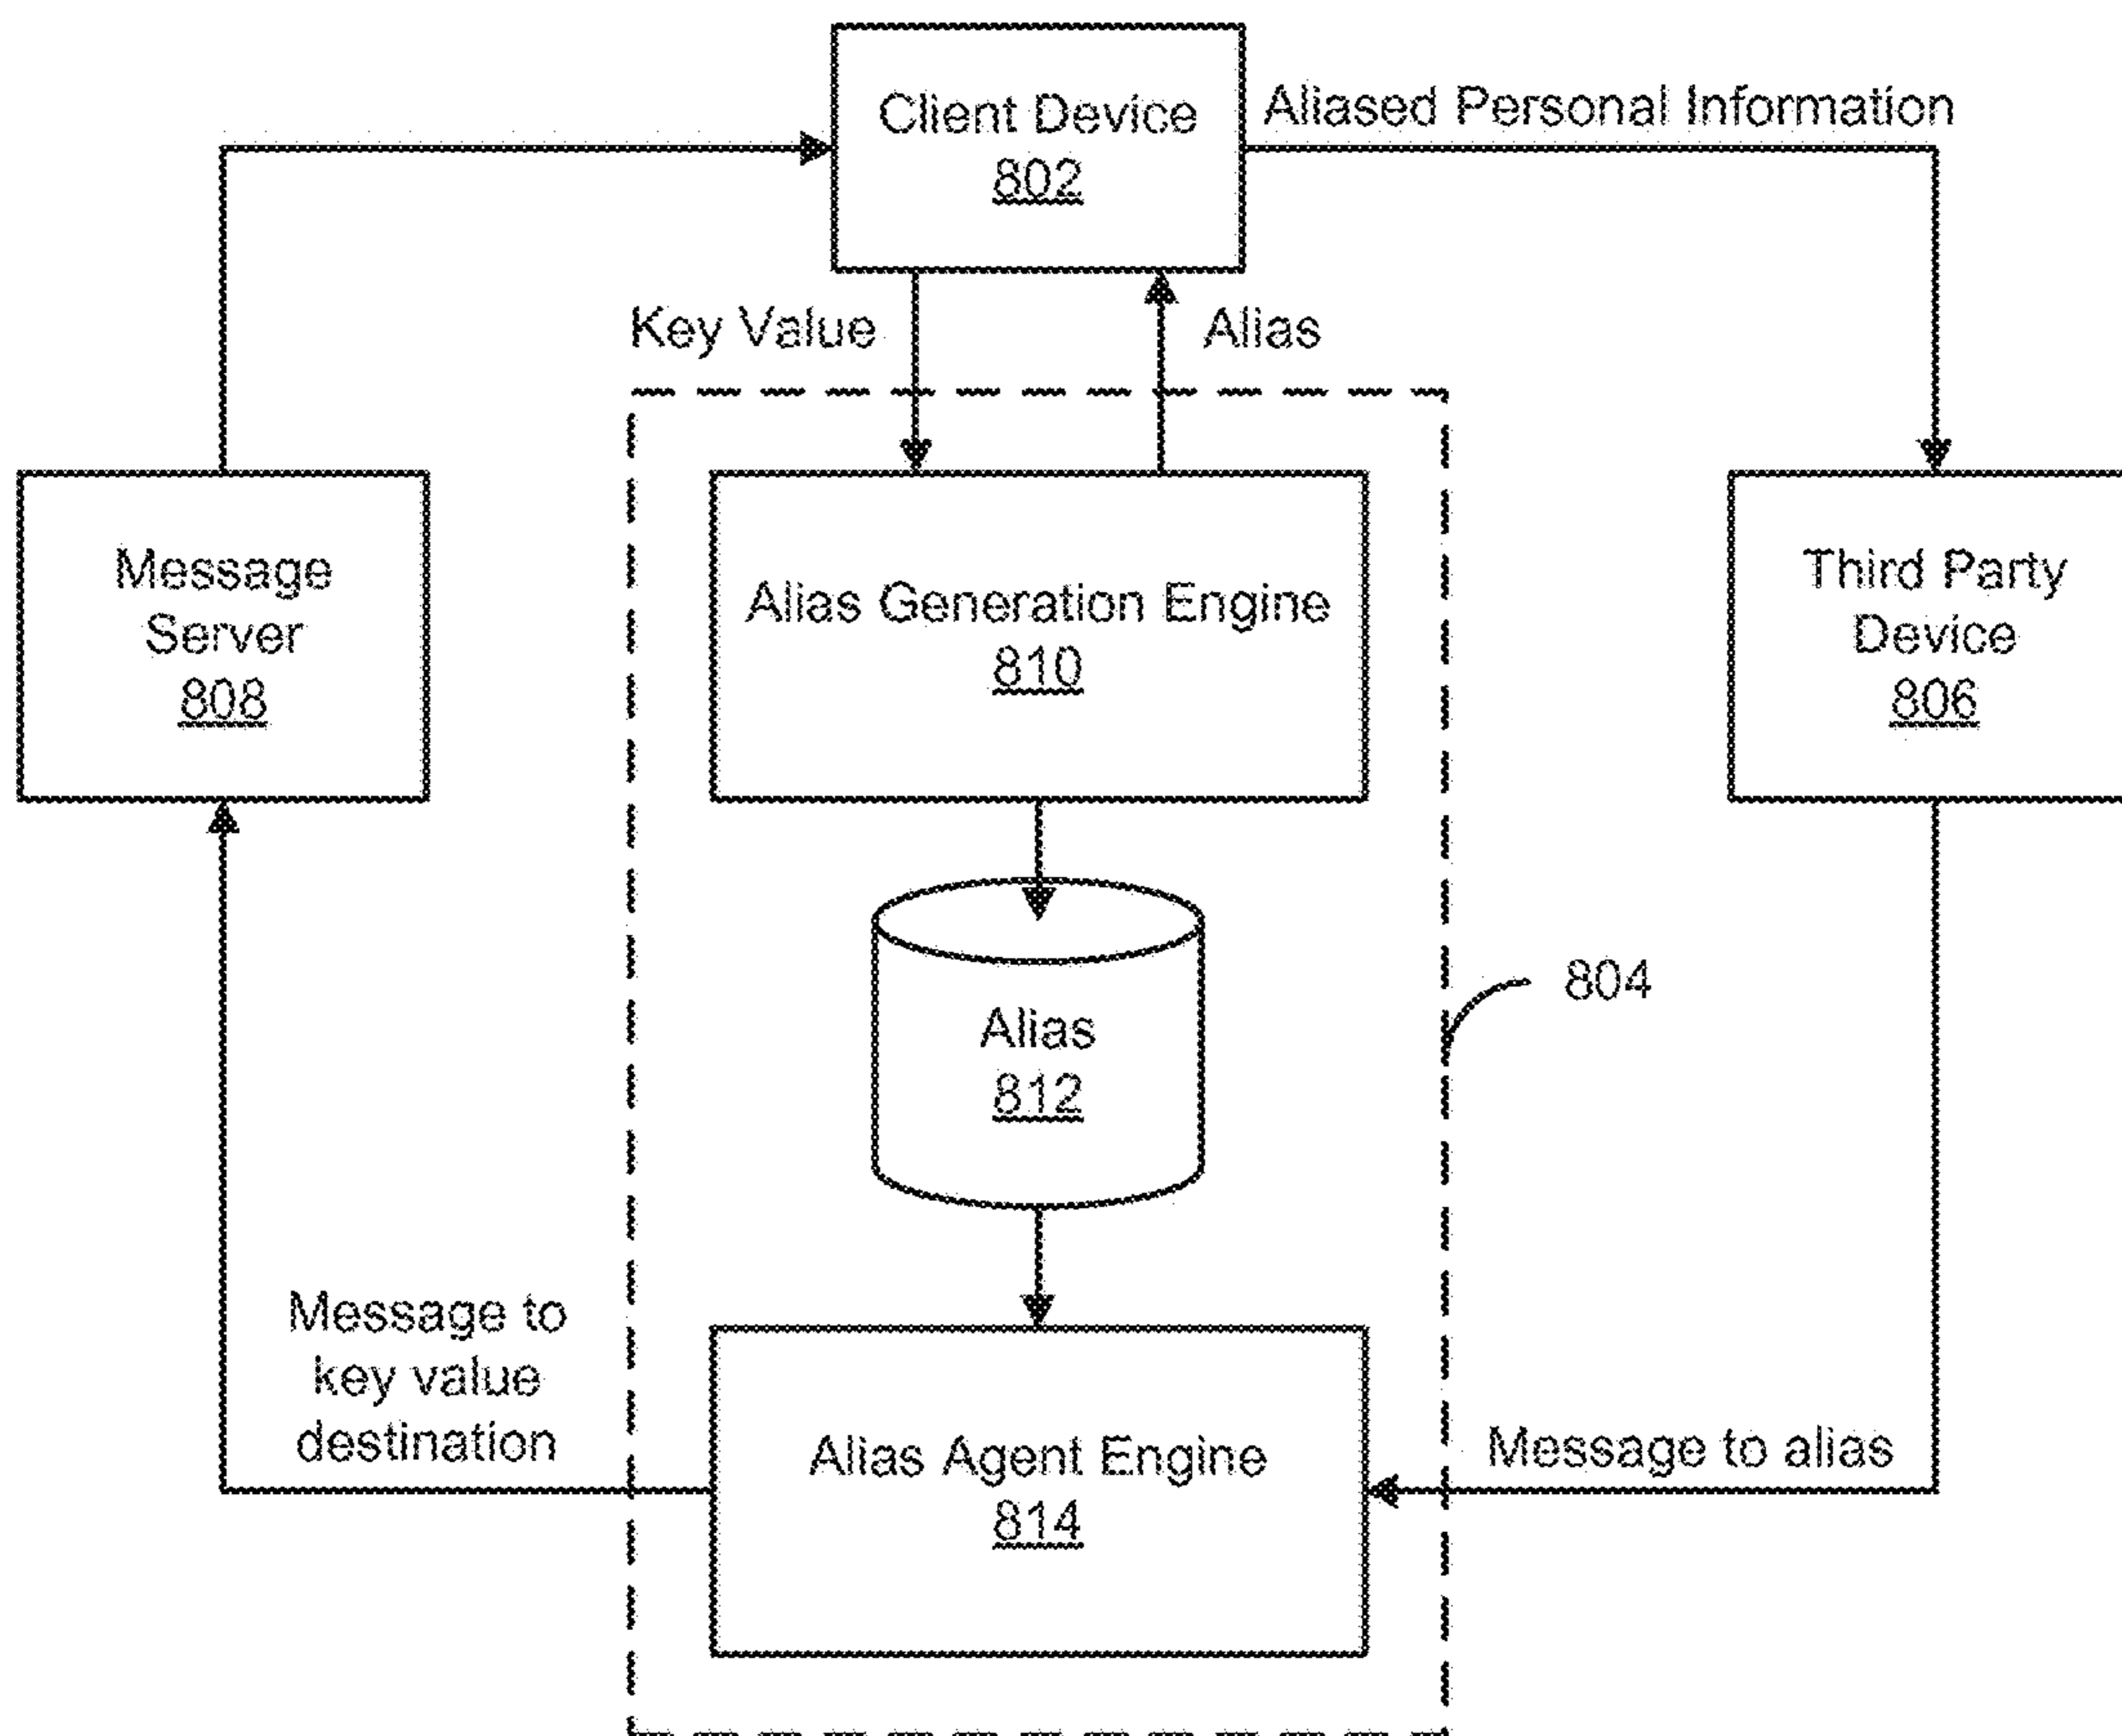 Client Device
802
Aliased Personal Information
Key Value
Alias
Message
Server
808
Alias Generation Engine
810
Third Party
Device
806
Alias
812
804
Message to
key value
destination
Alias Agent Engine
814
Message to alias